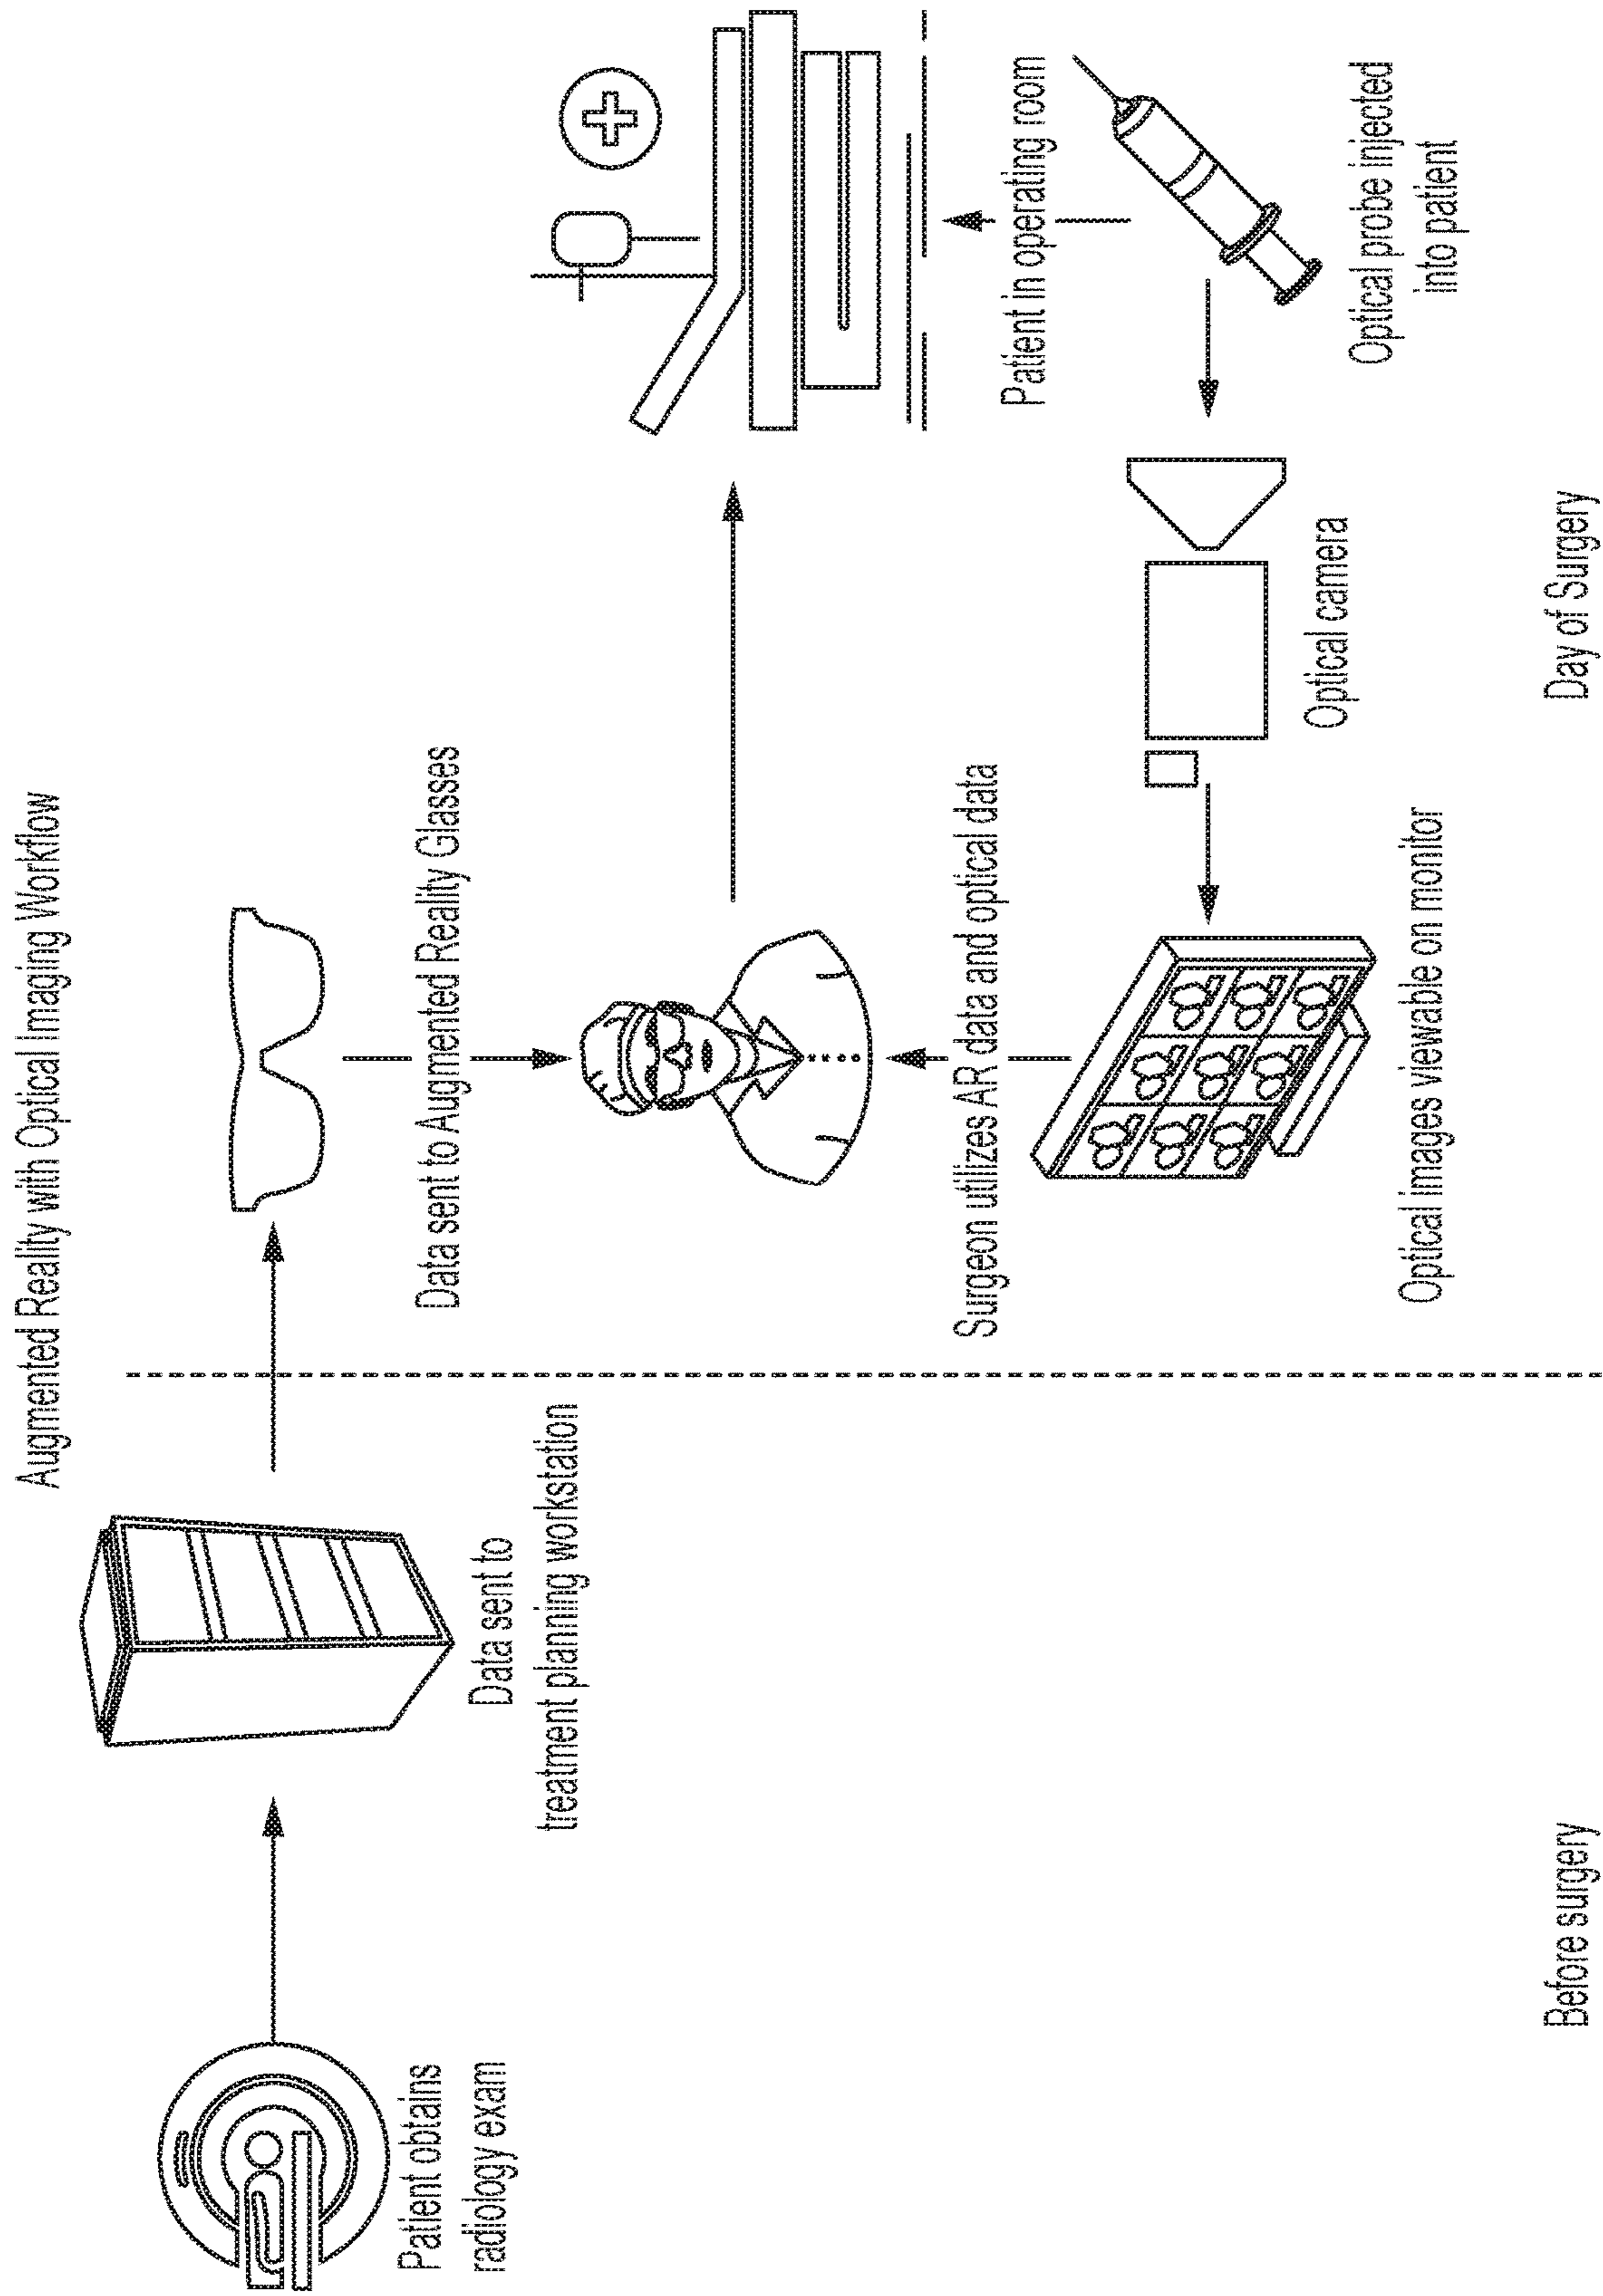 Augmented Reality with Optical Imaging Workflow
Patient obtains
radiology exam
Data sent to
treatment planning workstation
Data sent to Augmented Reality Glasses
Surgeon utilizes AR data and optical data
Patient in operating room
Optical images viewable on monitor
Optical camera
Optical probe injected
into patient
Before surgery
Day of Surgery